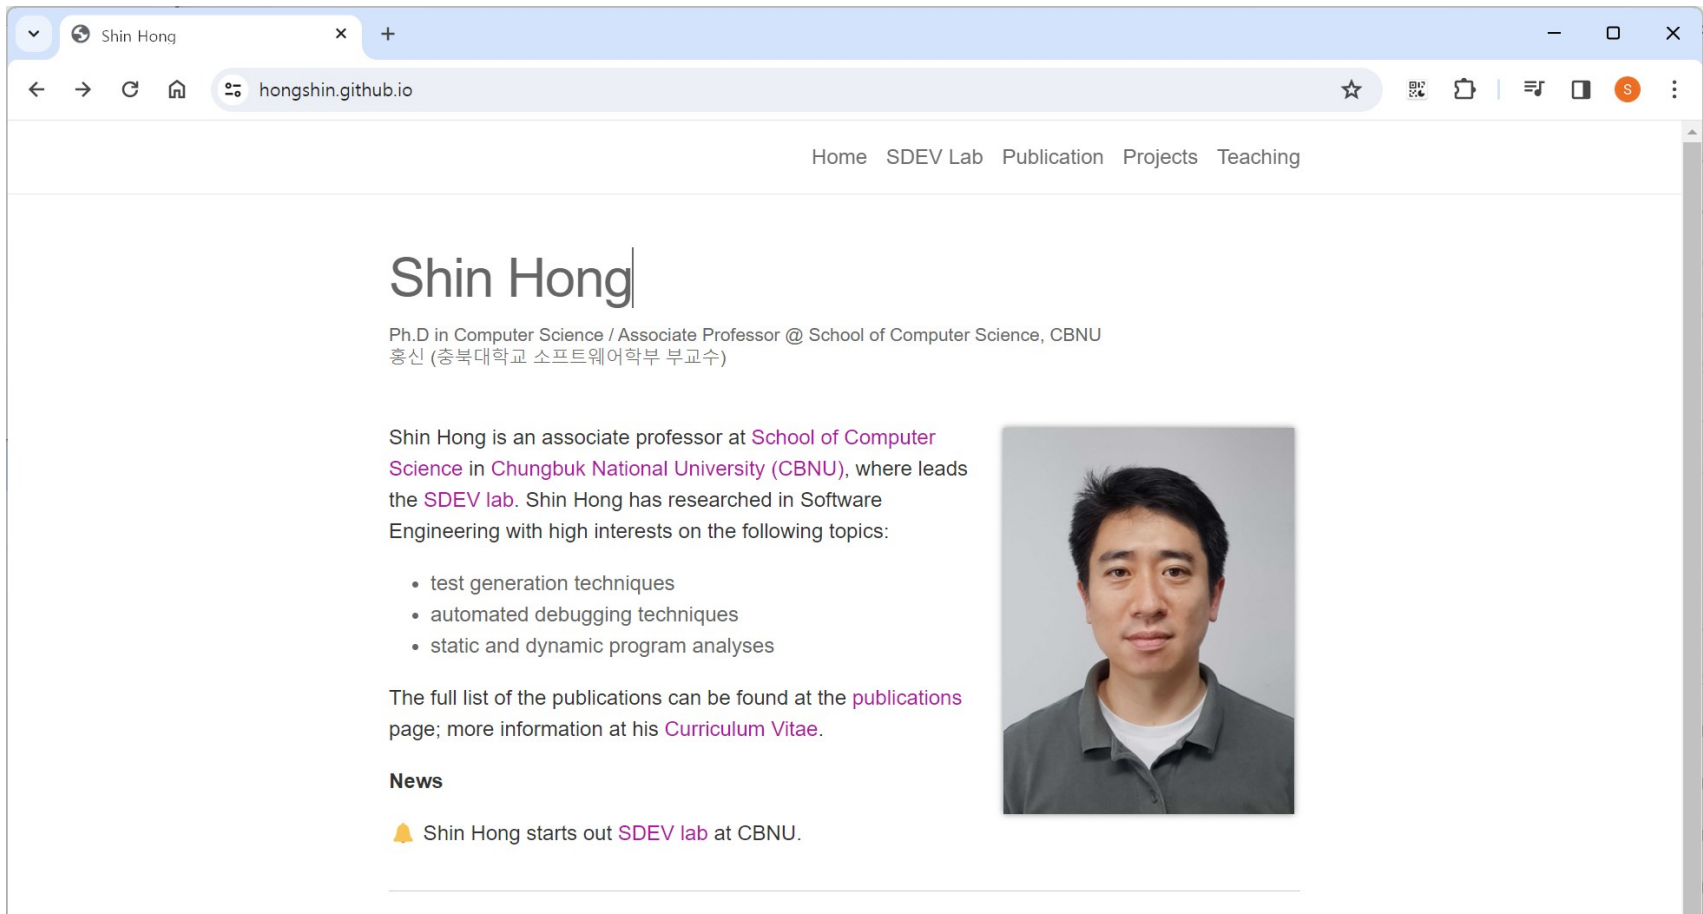 Shin Hong
hongshin.github.io
S
Home SDEV Lab Publication Projects Teaching
Shin Hong
Ph.D in Computer Science / Associate Professor @ School of Computer Science, CBNU
홍신 (충북대학교 소프트웨어학부 부교수)
Shin Hong is an associate professor at School of Computer
Science in Chungbuk National University (CBNU), where leads
the SDEV lab. Shin Hong has researched in Software
Engineering with high interests on the following topics:
• test generation techniques
• automated debugging techniques
• static and dynamic program analyses
The full list of the publications can be found at the publications
page; more information at his Curriculum Vitae.
News
Shin Hong starts out SDEV lab at CBNU.